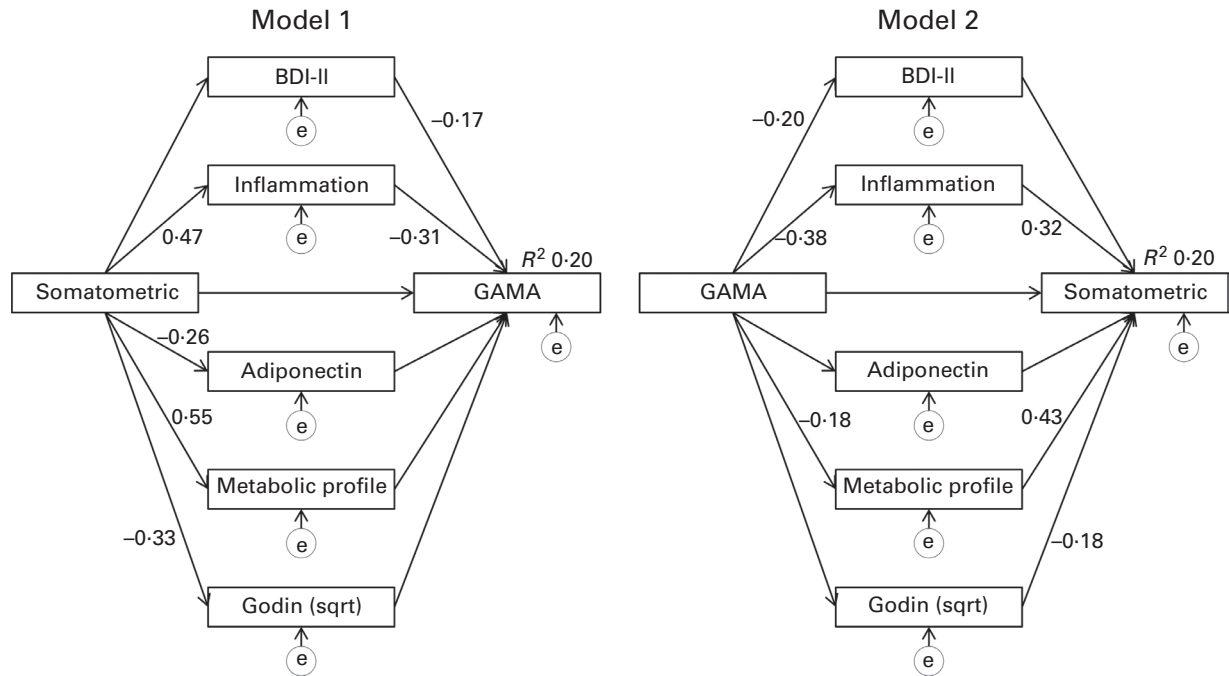 Model 1
BDI-II
e
–0·17
Inflammation
e
0·47
–0·31
R² 0·20
Somatometric
GAMA
e
–0·26
Adiponectin
e
0·55
Metabolic profile
e
–0·33
Godin (sqrt)
e
Model 2
BDI-II
e
–0·20
Inflammation
e
–0·38
0·32
R² 0·20
GAMA
Somatometric
e
Adiponectin
e
–0·18
0·43
Metabolic profile
e
–0·18
Godin (sqrt)
e